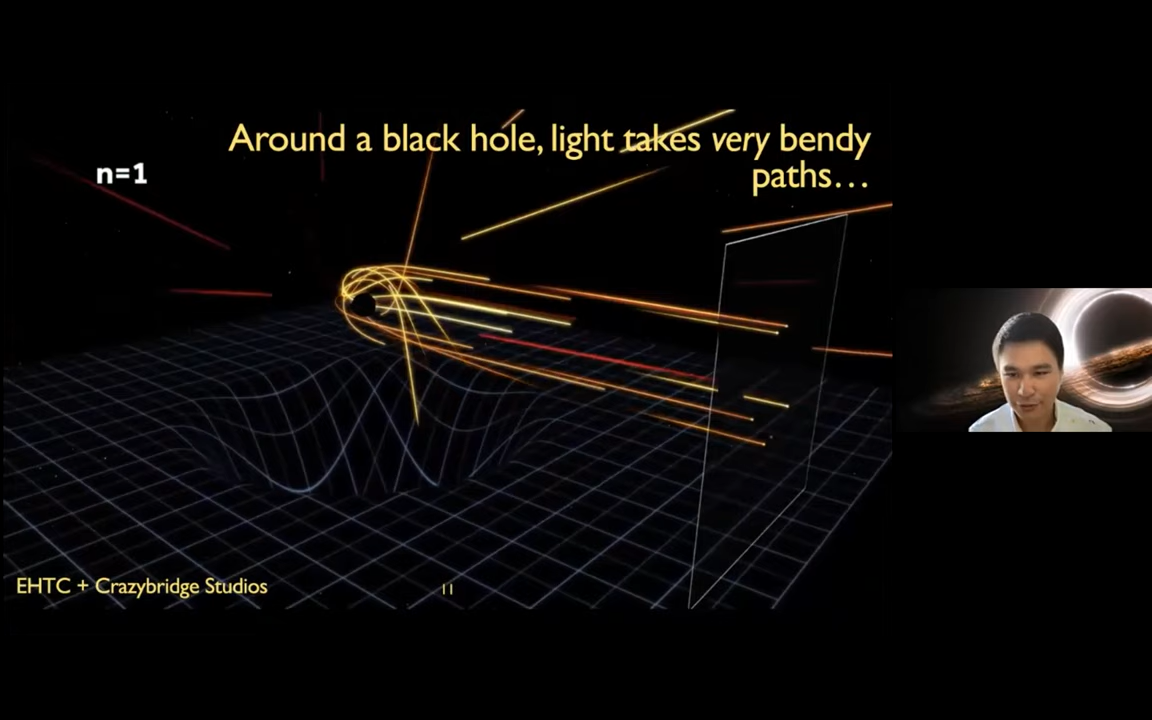 Around a black hole, light takes very bendy
paths…
n=1
EHTC + Crazybridge Studios
11